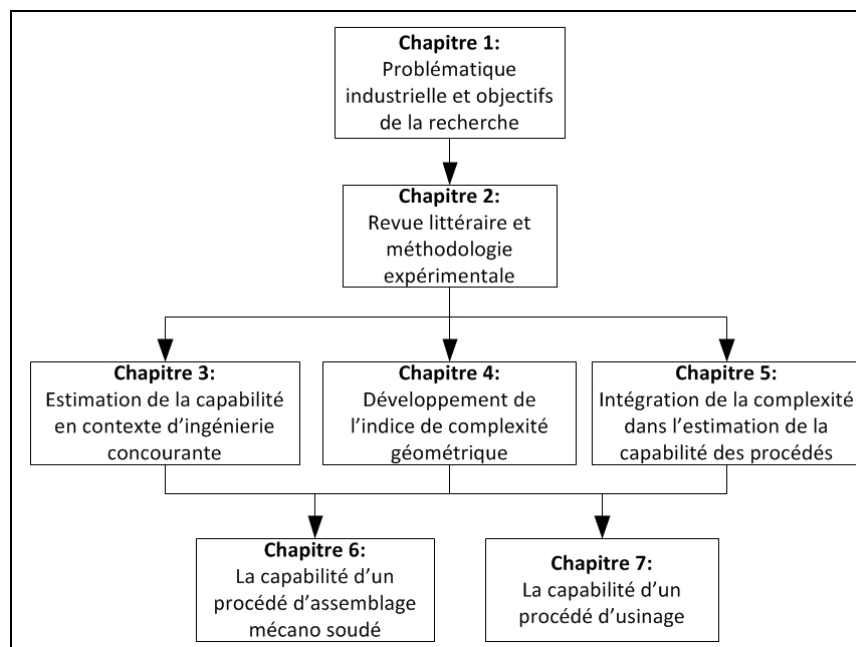 Chapitre 1:
Problématique
industrielle et objectifs
de la recherche
Chapitre 2:
Revue littéraire et
méthodologie
expérimentale
Chapitre 3:
Estimation de la capabilité
en contexte d'ingénierie
concourante
Chapitre 4:
Développement de
l'indice de complexité
géométrique
Chapitre 5:
Intégration de la complexité
dans l'estimation de la
capabilité des procédés
Chapitre 6:
La capabilité d'un
procédé d'assemblage
mécano soudé
Chapitre 7:
La capabilité d'un
procédé d'usinage